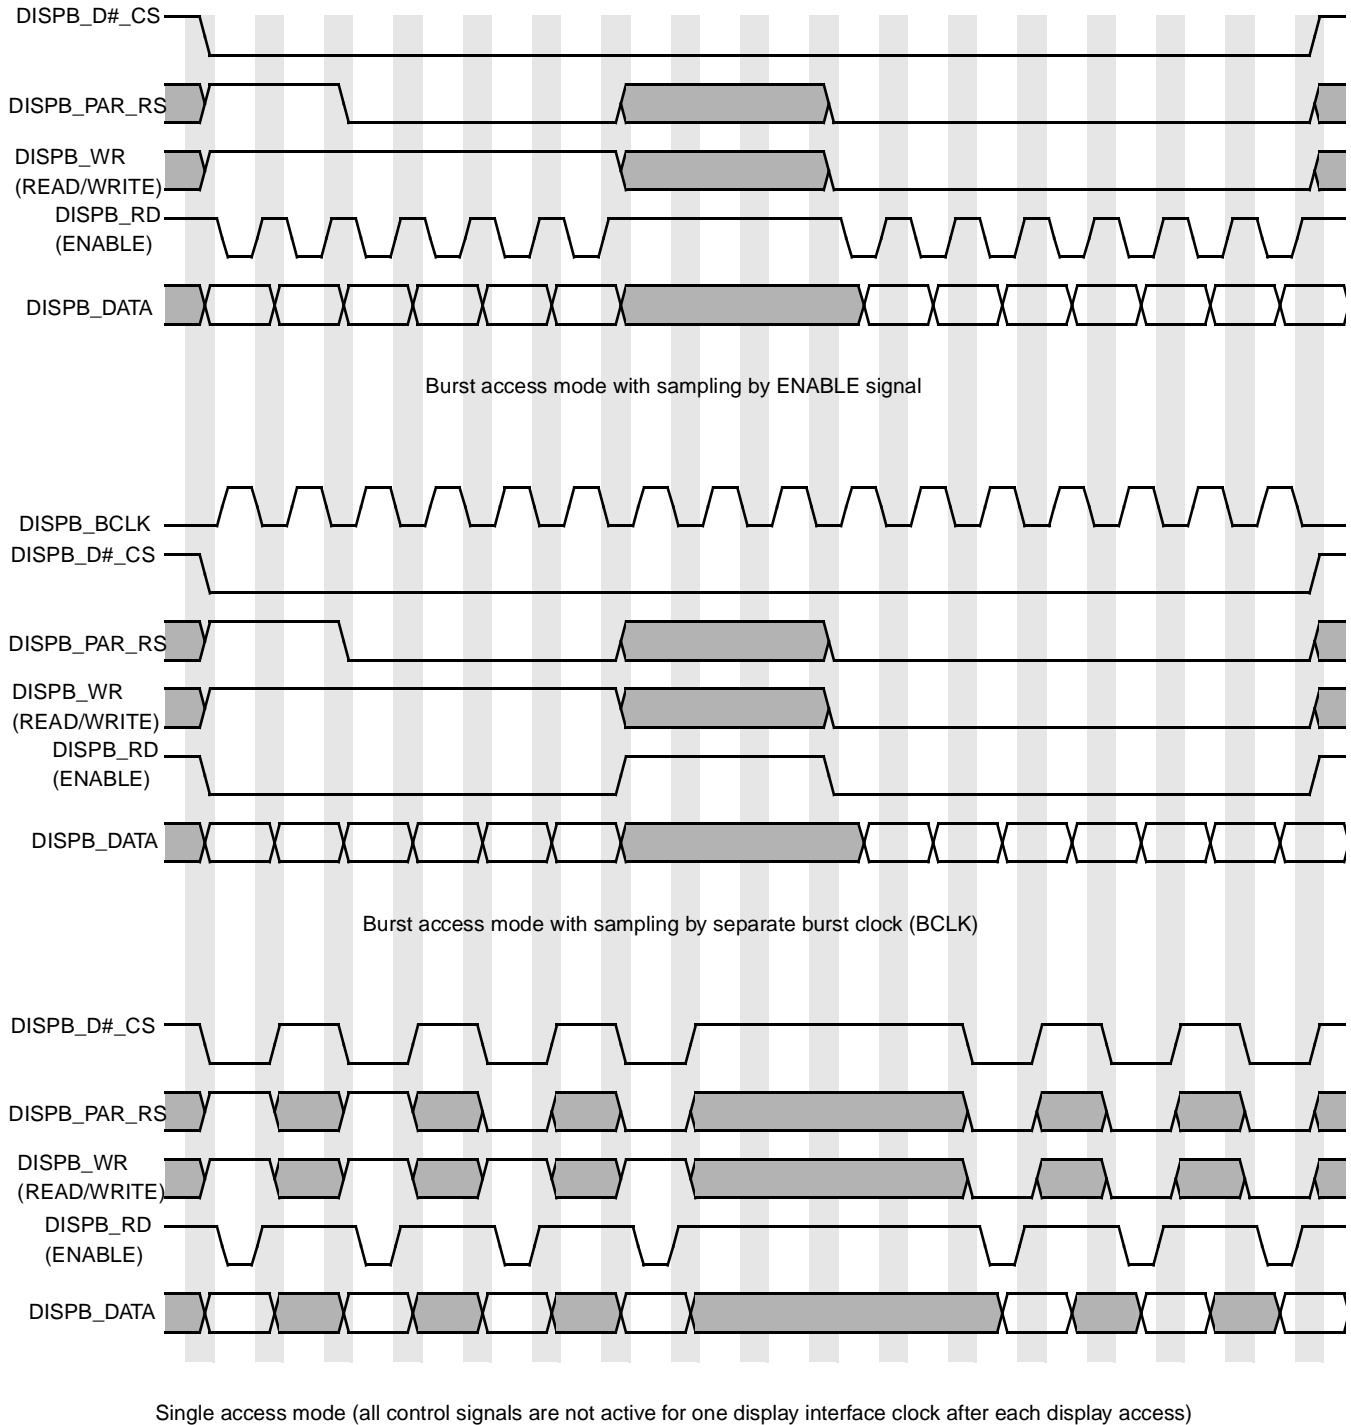 DISPB_D#_CS
DISPB_PAR_RS
DISPB_WR
(READ/WRITE)
DISPB_RD
(ENABLE)
DISPB_DATA
Burst access mode with sampling by ENABLE signal
DISPB_BCLK
DISPB_D#_CS
DISPB_PAR_RS
DISPB_WR
(READ/WRITE)
DISPB_RD
(ENABLE)
DISPB_DATA
Burst access mode with sampling by separate burst clock (BCLK)
DISPB_D#_CS
DISPB_PAR_RS
DISPB_WR
(READ/WRITE)
DISPB_RD
(ENABLE)
DISPB_DATA
Single access mode (all control signals are not active for one display interface clock after each display access)